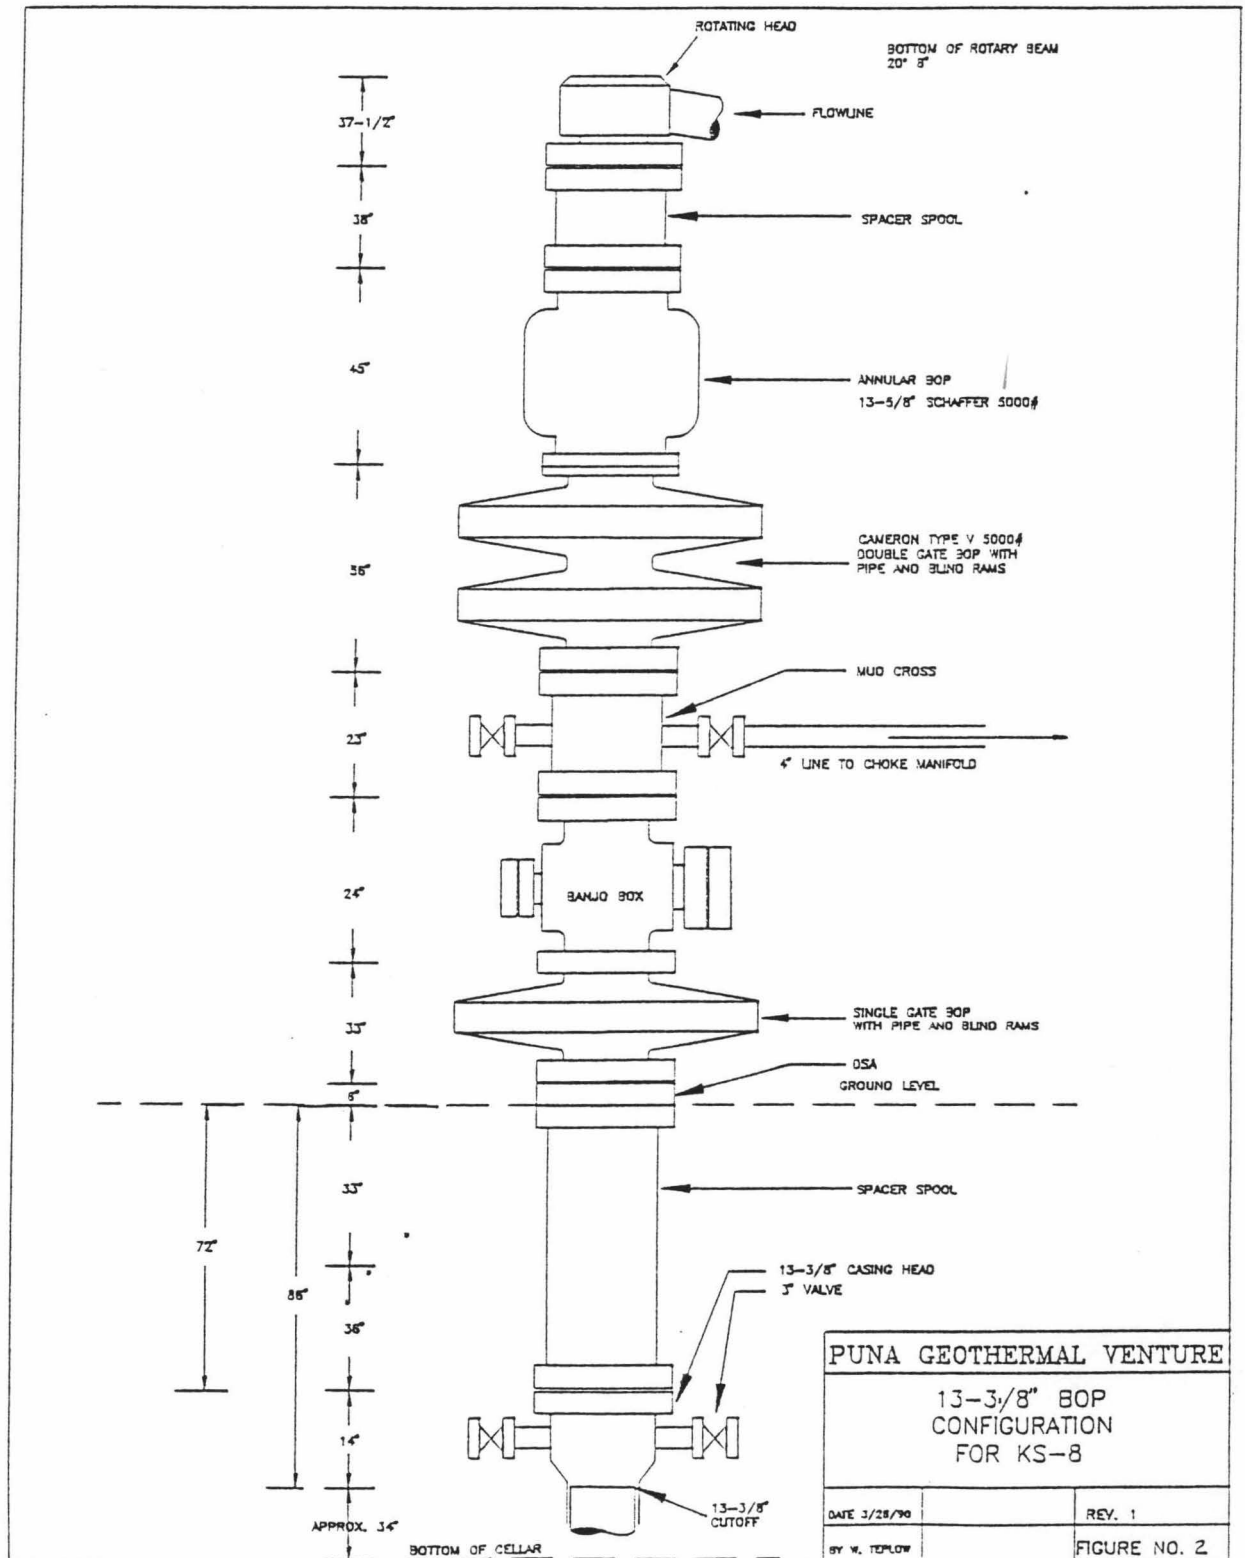 ROTATING HEAD
BOTTOM OF ROTARY BEAM
20' 8"
37-1/2"
FLOWLINE
38"
SPACER SPOOL
45"
ANNULAR BOP
13-5/8" SCHAFFER 5000#
CAMERON TYPE V 5000#
DOUBLE GATE BOP WITH
PIPE AND BLIND RAMS
56"
MUD CROSS
23"
4" LINE TO CHOKE MANIFOLD
24"
BANJO BOX
SINGLE GATE BOP
WITH PIPE AND BLIND RAMS
33"
DSA
GROUND LEVEL
33"
SPACER SPOOL
72"
13-3/8" CASING HEAD
3" VALVE
86"
36"
14"
13-3/8"
CUTOFF
APPROX. 34"
BOTTOM OF CELLAR
PUNA GEOTHERMAL VENTURE
13-3/8" BOP
CONFIGURATION
FOR KS-8
DATE 3/28/90
REV. 1
BY W. TEPLOW
FIGURE NO. 2